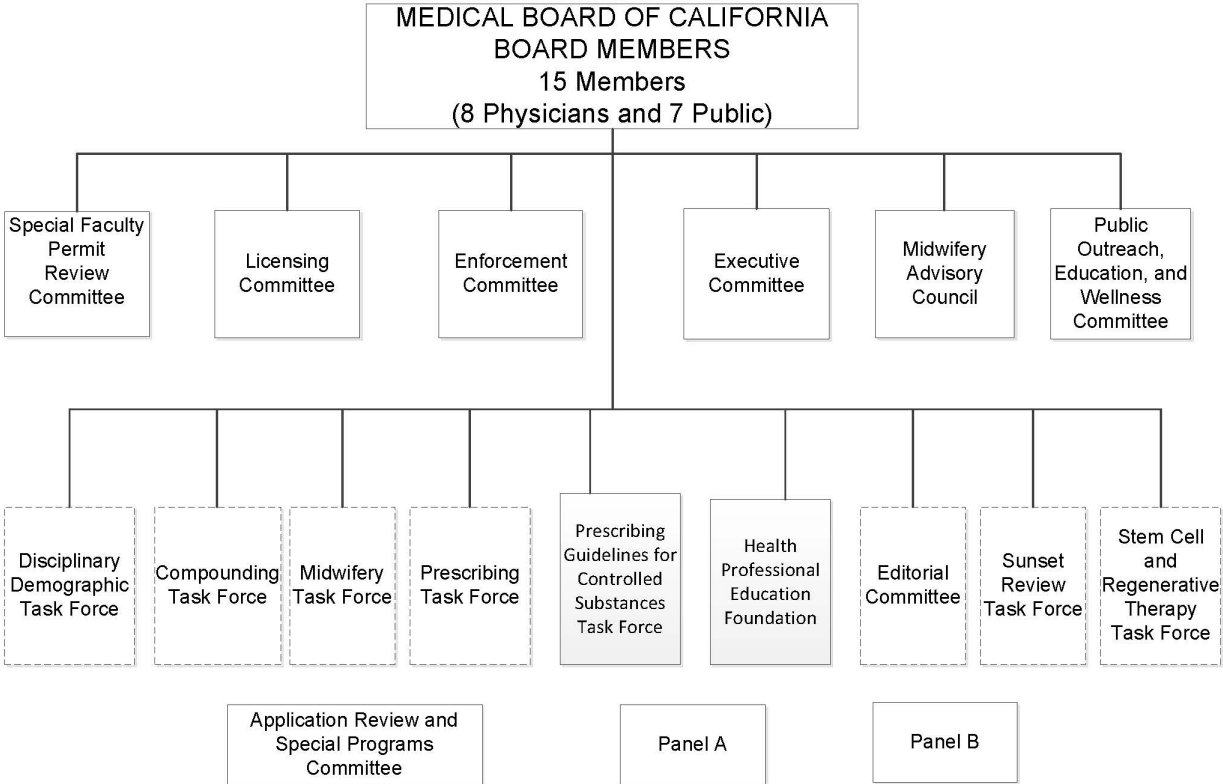 MEDICAL BOARD OF CALIFORNIA
BOARD MEMBERS
15 Members
(8 Physicians and 7 Public)
Special Faculty
Permit
Review
Committee
Licensing
Committee
Enforcement
Committee
Executive
Committee
Midwifery
Advisory
Council
Public
Outreach,
Education, and
Wellness
Committee
Disciplinary
Demographic
Task Force
Compounding
Task Force
Midwifery
Task Force
Prescribing
Task Force
Prescribing
Guidelines for
Controlled
Substances
Task Force
Health
Professional
Education
Foundation
Editorial
Committee
Sunset
Review
Task Force
Stem Cell
and
Regenerative
Therapy
Task Force
Application Review and
Special Programs
Committee
Panel A
Panel B